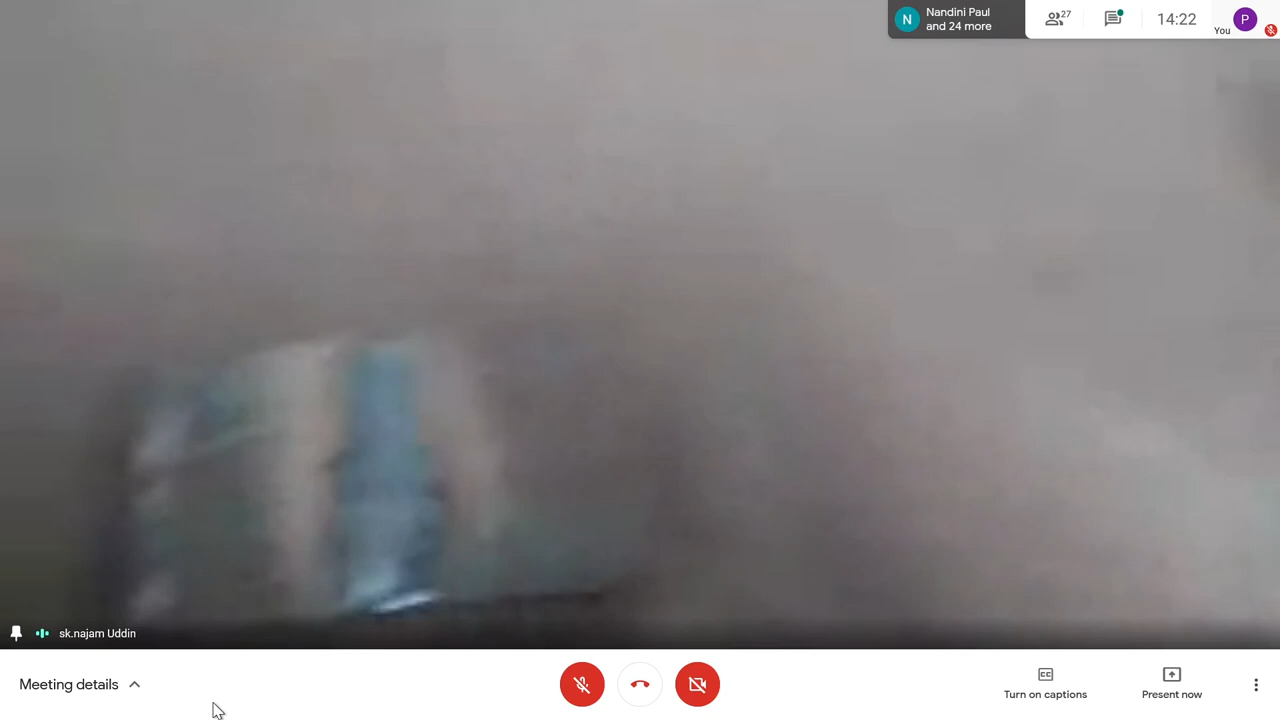 N
Nandini Paul
and 24 more
27
14:22
You
P
sk.najam Uddin
Meeting details
Turn on captions
Present now